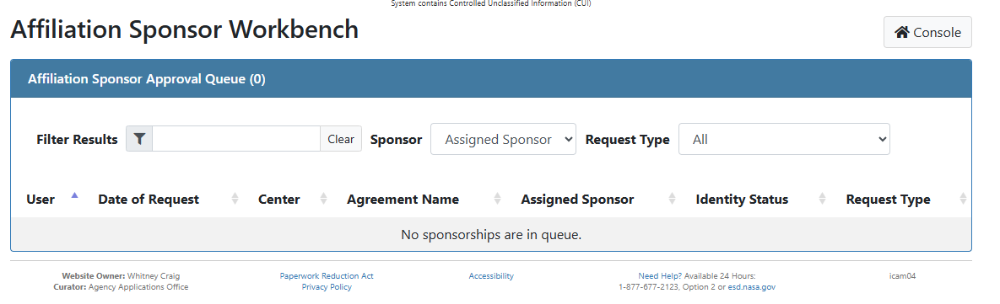 System contains Controlled Unclassified Information (CUI)
Affiliation Sponsor Workbench
Console
Affiliation Sponsor Approval Queue (0)
Filter Results Clear Sponsor Assigned Sponsor Request Type All
User Date of Request Center Agreement Name Assigned Sponsor Identity Status Request Type
No sponsorships are in queue.
Website Owner: Whitney Craig Paperwork Reduction Act Accessibility Need Help? Available 24 Hours: icam04
Curator: Agency Applications Office Privacy Policy 1-877-677-2123, Option 2 or esd.nasa.gov